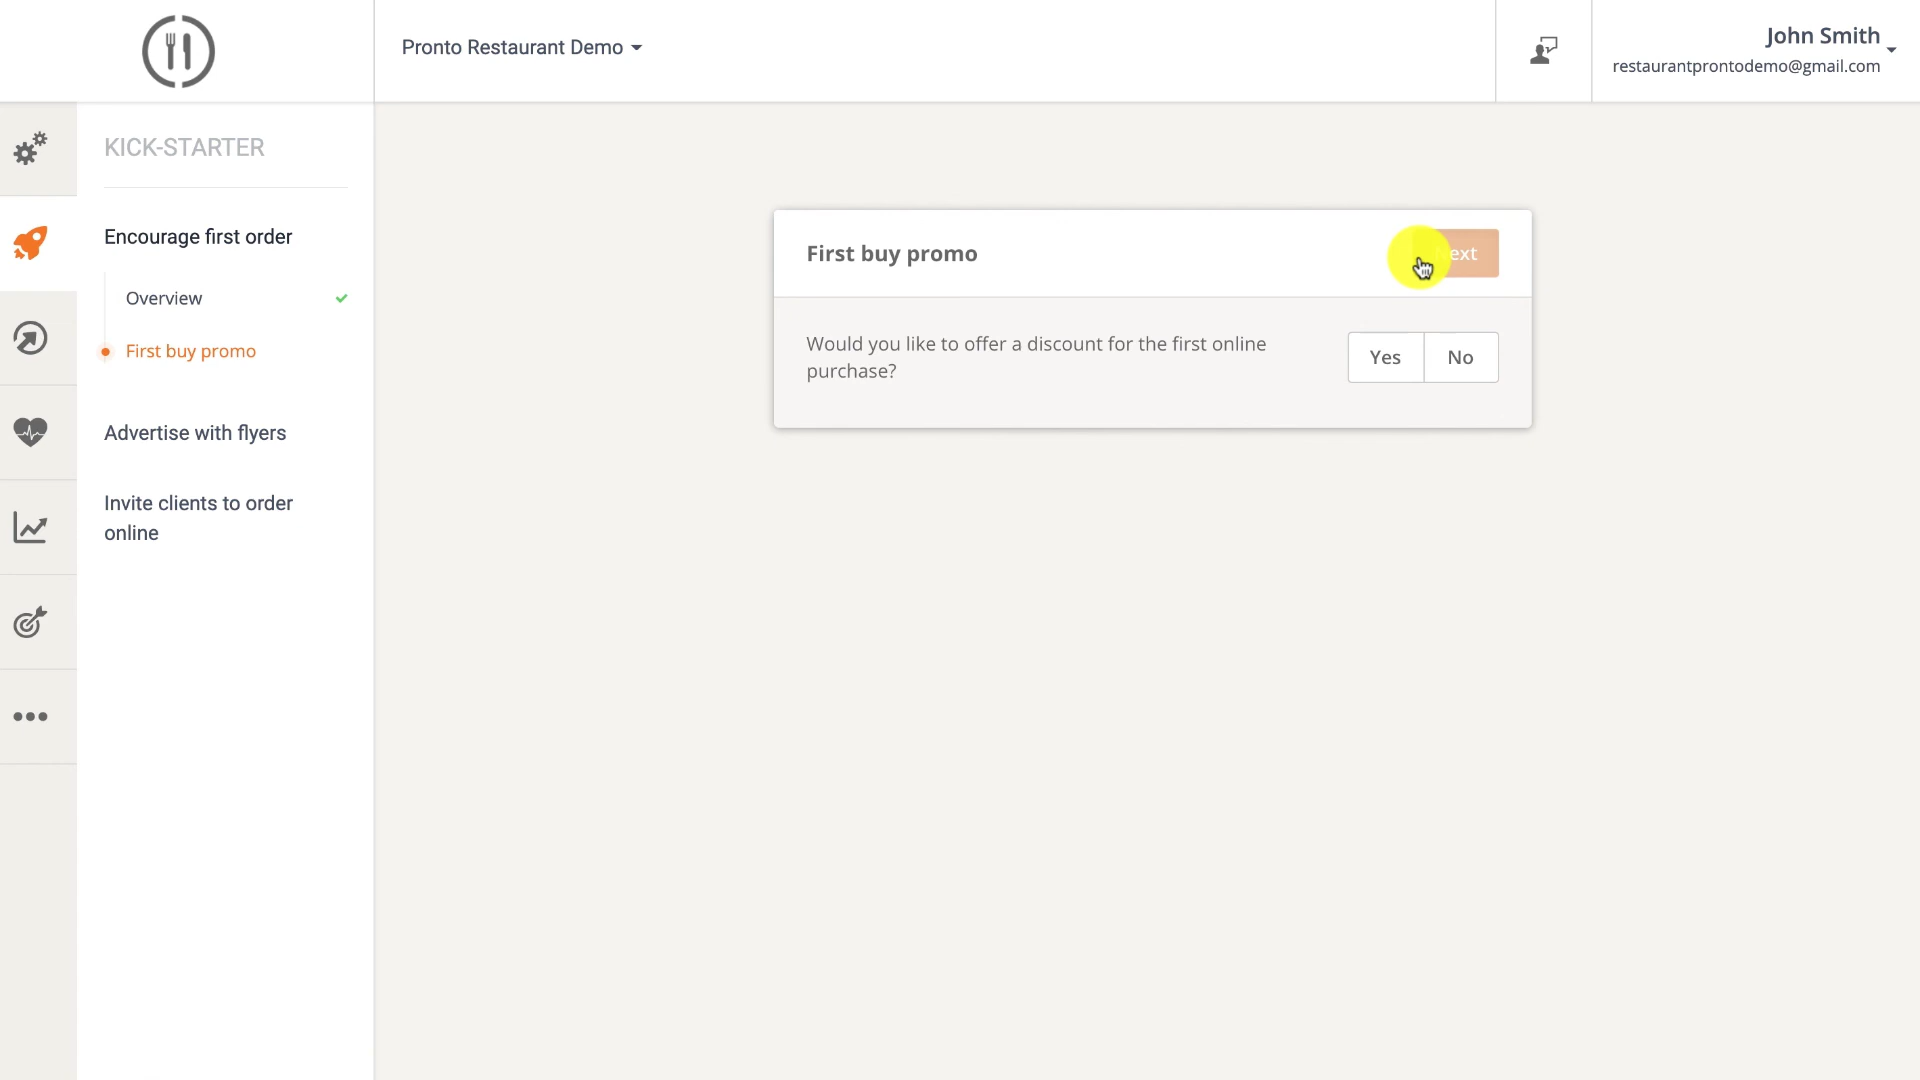 Pronto Restaurant Demo
John Smith
restaurantprontodemo@gmail.com
KICK-STARTER
Encourage first order
Overview
First buy promo
Advertise with flyers
Invite clients to order
online
First buy promo
Would you like to offer a discount for the first online
purchase?
Yes
No